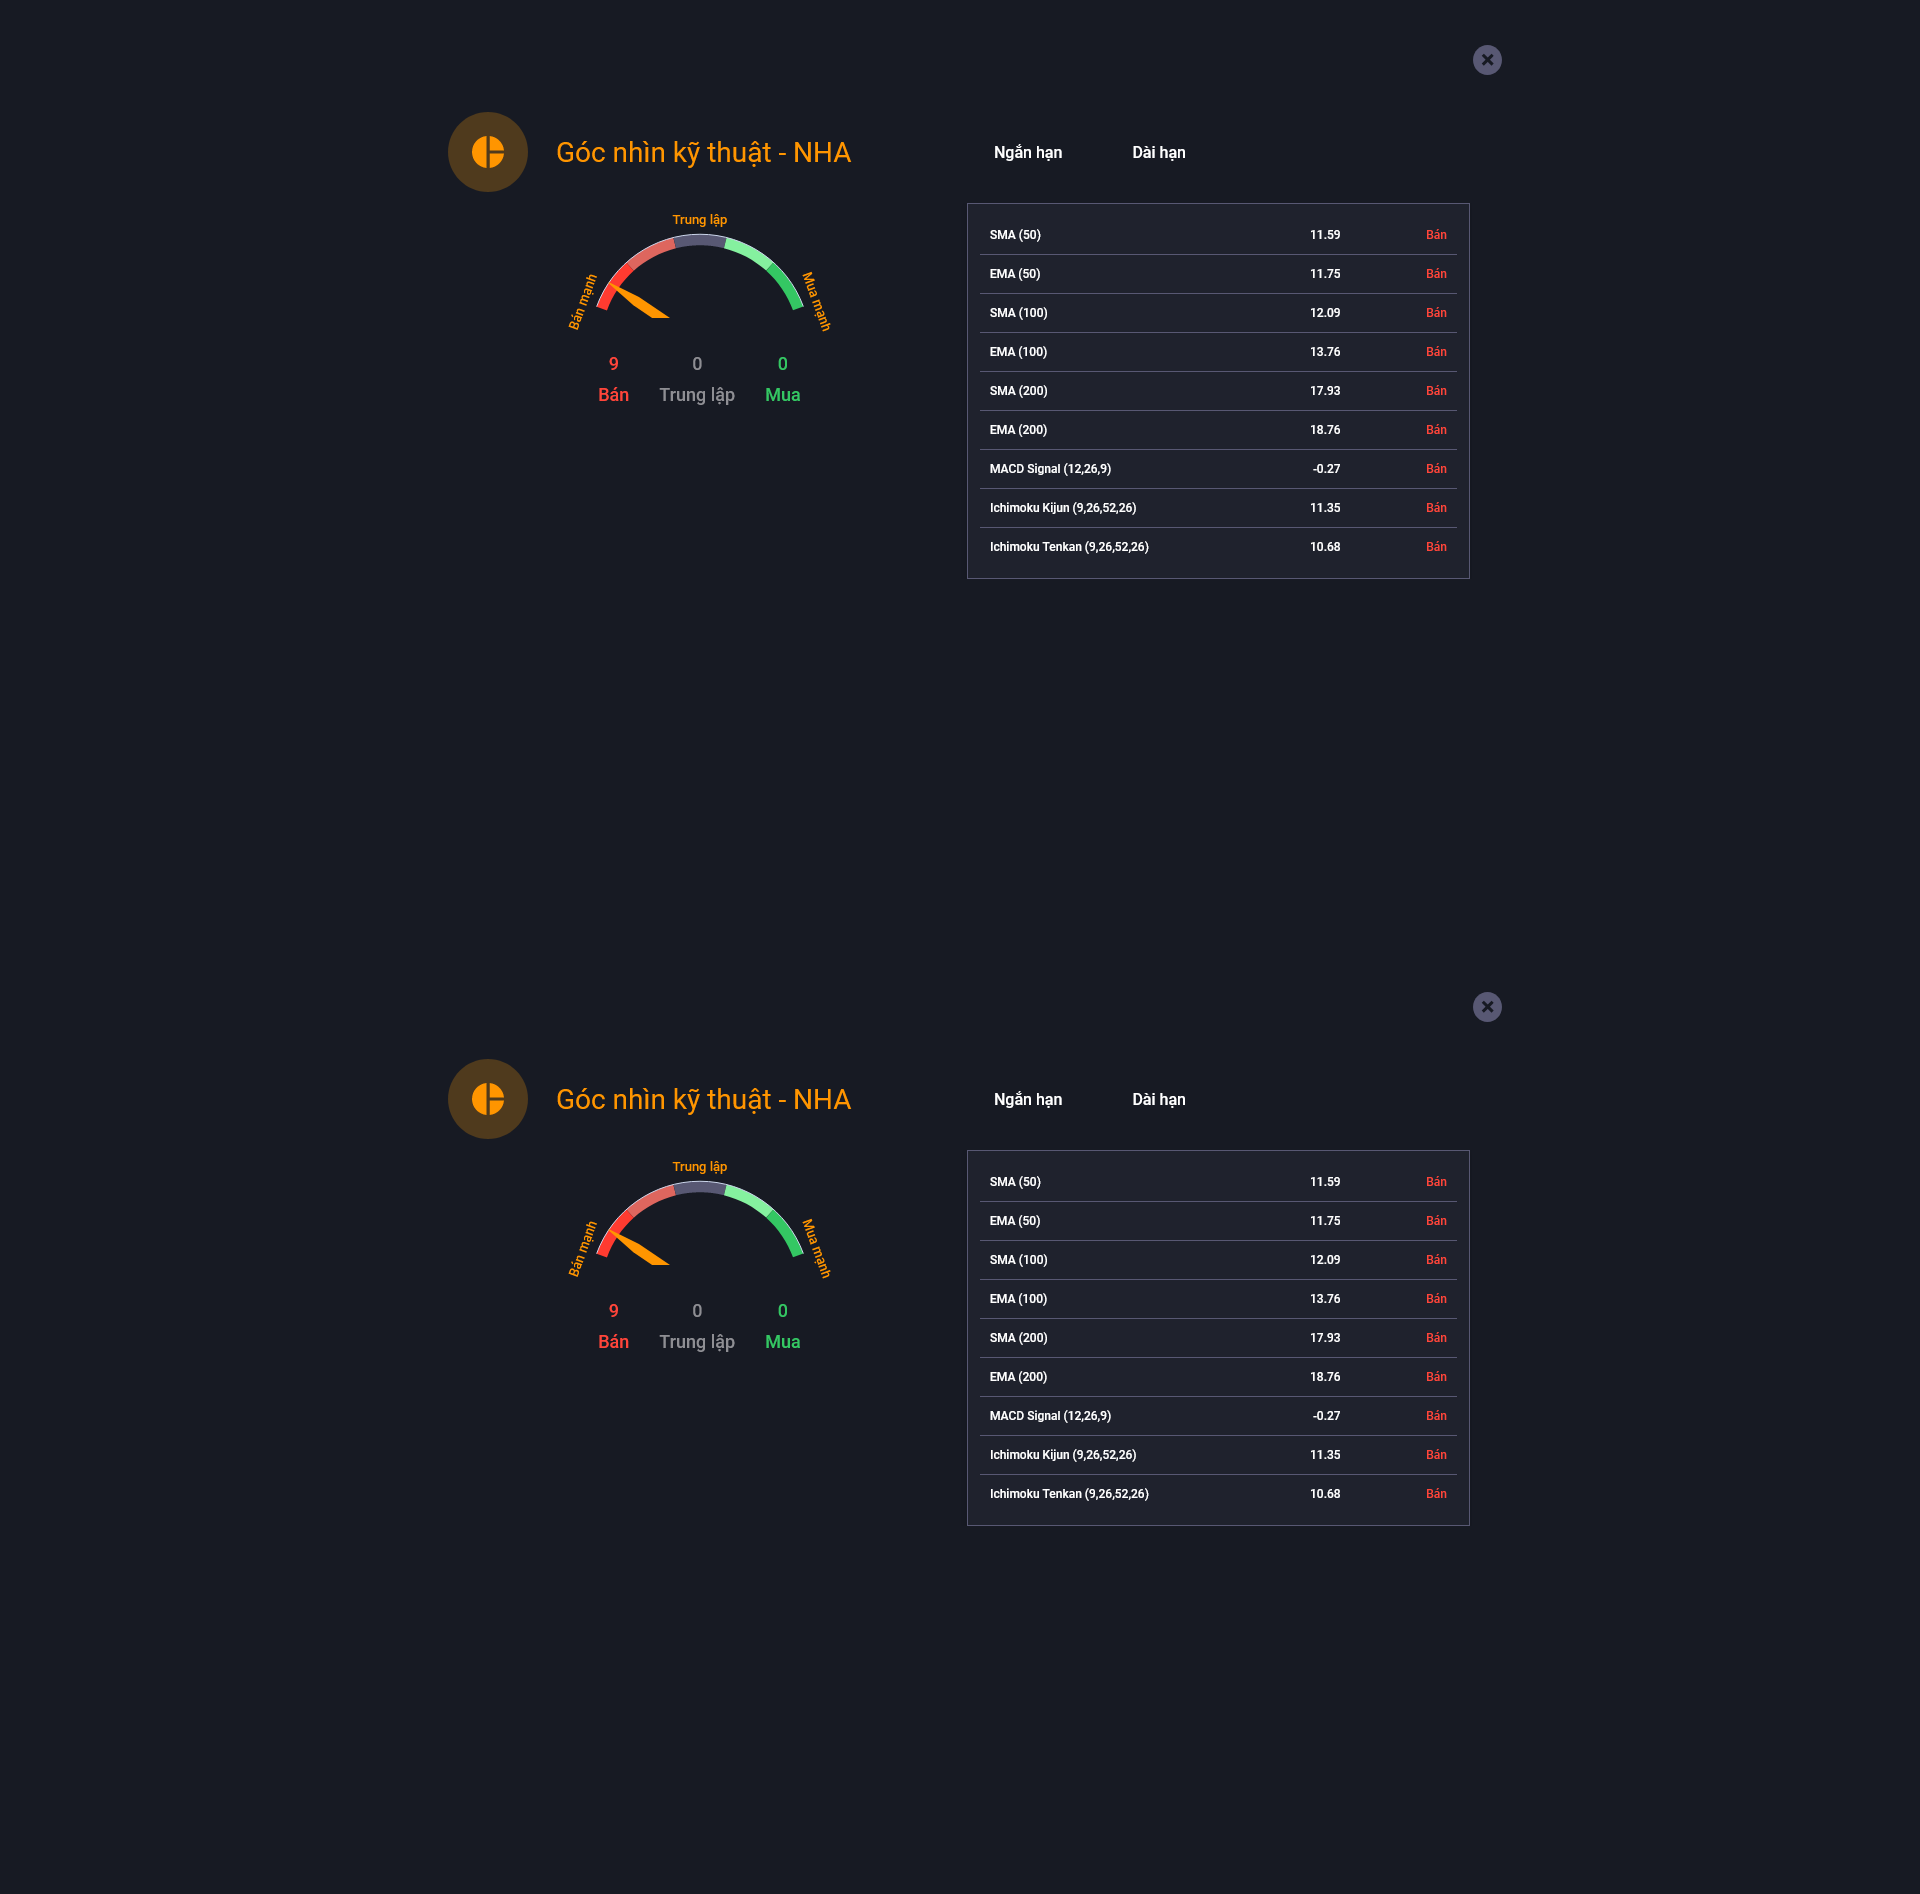 Góc nhìn kỹ thuật - NHA
Ngắn hạn Dài hạn
Trung lập
Bán mạnh
Mua mạnh
9 0 0
Bán Trung lập Mua
SMA (50) 11.59 Bán
EMA (50) 11.75 Bán
SMA (100) 12.09 Bán
EMA (100) 13.76 Bán
SMA (200) 17.93 Bán
EMA (200) 18.76 Bán
MACD Signal (12,26,9) -0.27 Bán
Ichimoku Kijun (9,26,52,26) 11.35 Bán
Ichimoku Tenkan (9,26,52,26) 10.68 Bán
Góc nhìn kỹ thuật - NHA
Ngắn hạn Dài hạn
Trung lập
Bán mạnh
Mua mạnh
9 0 0
Bán Trung lập Mua
SMA (50) 11.59 Bán
EMA (50) 11.75 Bán
SMA (100) 12.09 Bán
EMA (100) 13.76 Bán
SMA (200) 17.93 Bán
EMA (200) 18.76 Bán
MACD Signal (12,26,9) -0.27 Bán
Ichimoku Kijun (9,26,52,26) 11.35 Bán
Ichimoku Tenkan (9,26,52,26) 10.68 Bán